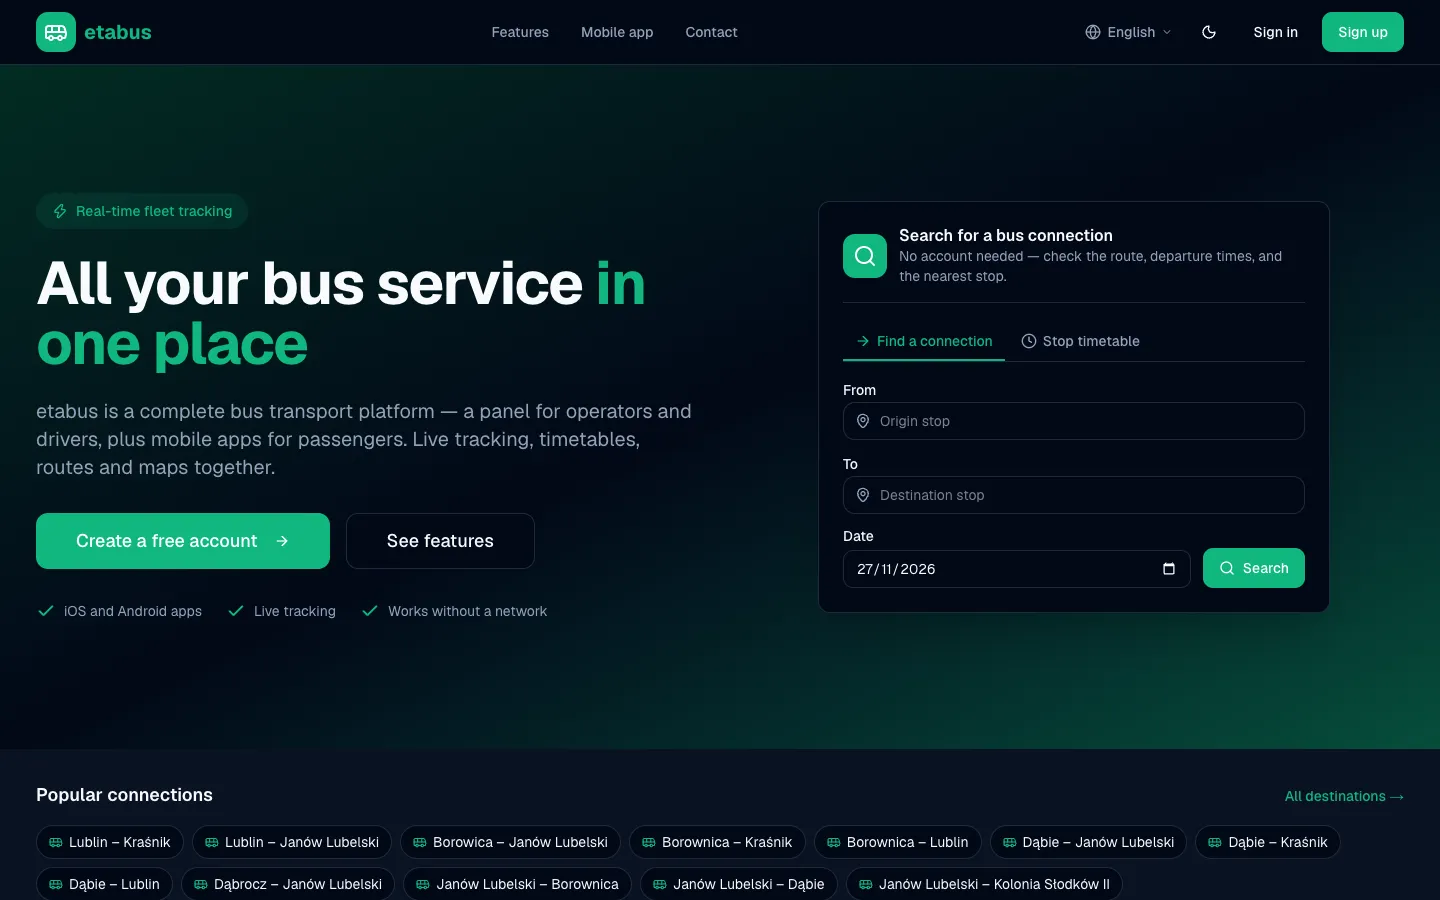 etabus
Features
Mobile app
Contact
English
Sign in
Sign up
Real-time fleet tracking
All your bus service in
one place
etabus is a complete bus transport platform — a panel for operators and
drivers, plus mobile apps for passengers. Live tracking, timetables,
routes and maps together.
Create a free account →
See features
iOS and Android apps
Live tracking
Works without a network
Search for a bus connection
No account needed — check the route, departure times, and
the nearest stop.
Find a connection
Stop timetable
From
Origin stop
To
Destination stop
Date
27/11/2026
Search
Popular connections
All destinations →
Lublin – Kraśnik
Lublin – Janów Lubelski
Borowica – Janów Lubelski
Borownica – Kraśnik
Borownica – Lublin
Dąbie – Janów Lubelski
Dąbie – Kraśnik
Dąbie – Lublin
Dąbrocz – Janów Lubelski
Janów Lubelski – Borownica
Janów Lubelski – Dąbie
Janów Lubelski – Kolonia Słodków II